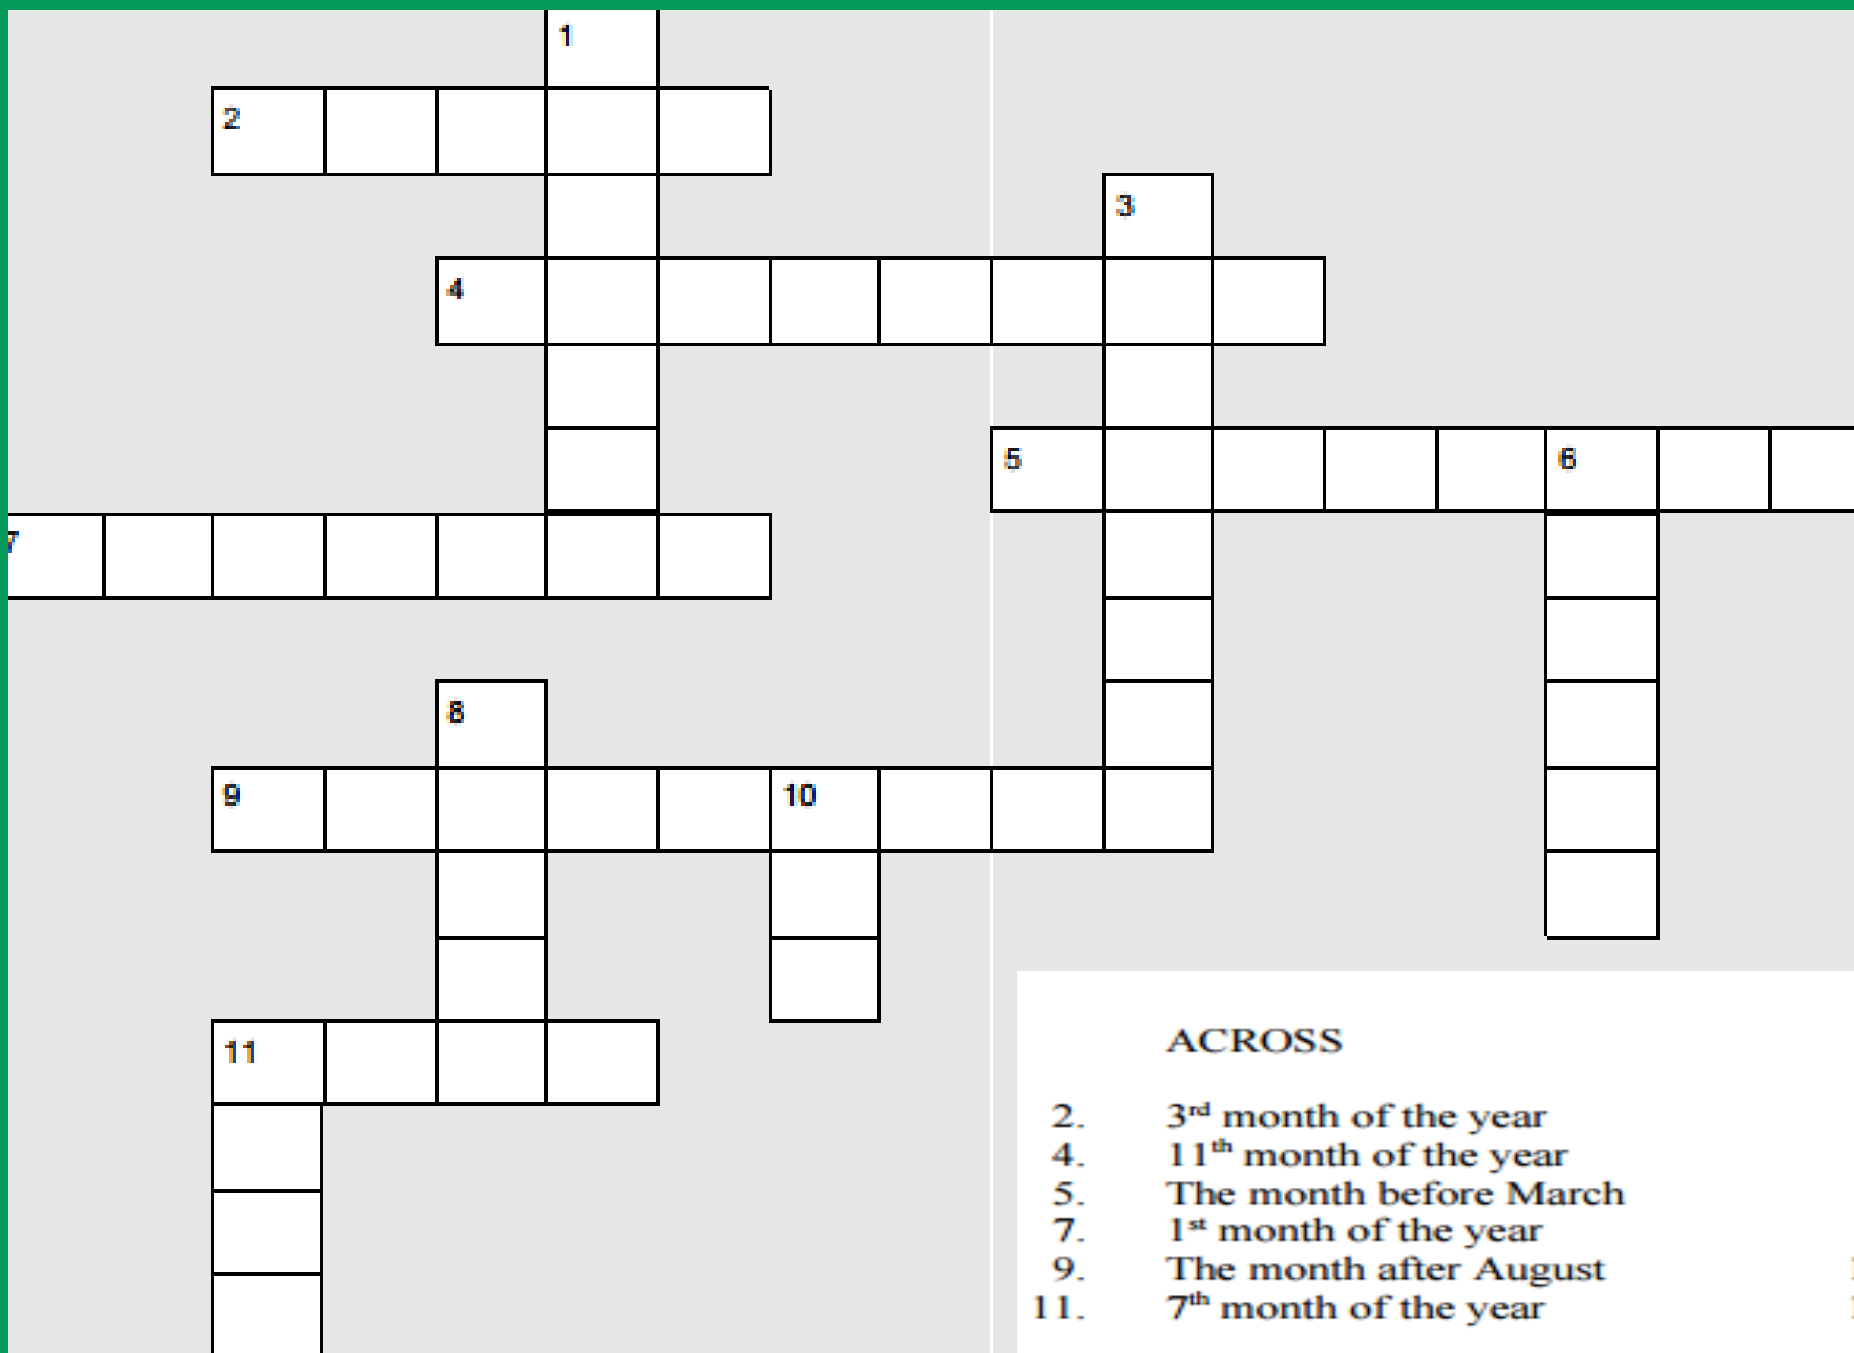 1
2
3
4
5 6
7
8
9 10
11
ACROSS
2. 3rd month of the year
4. 11th month of the year
5. The month before March
7. 1st month of the year
9. The month after August
11. 7th month of the year